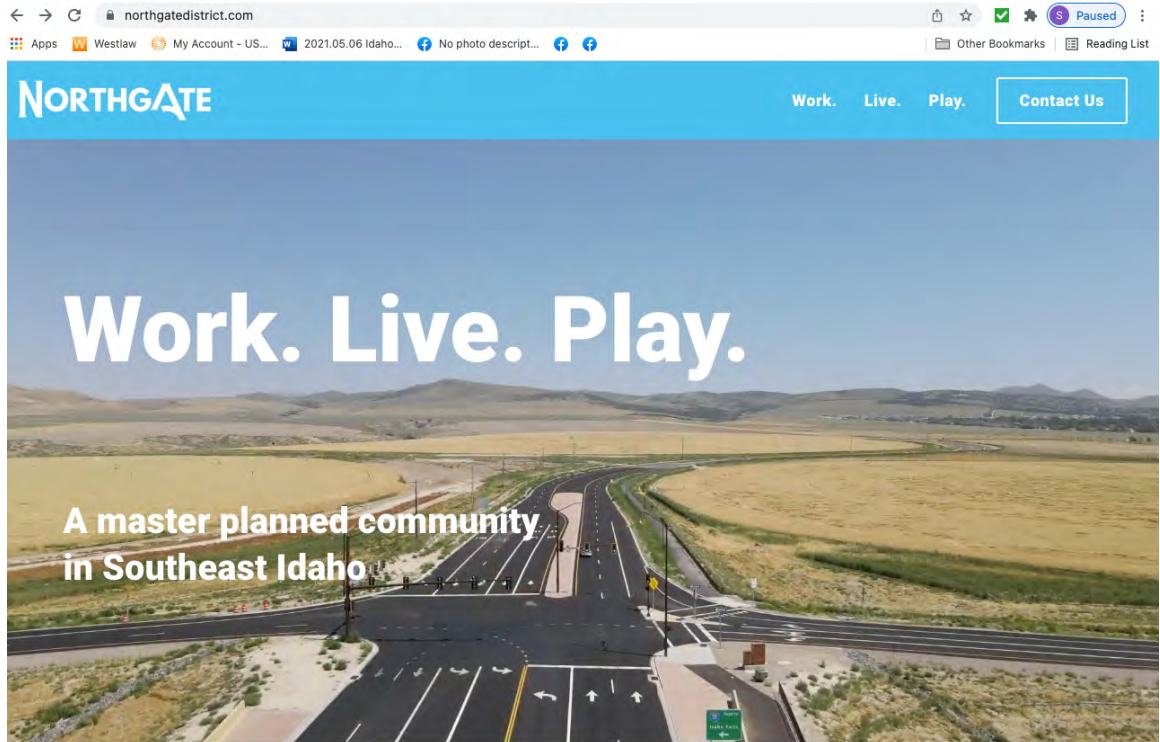 northgatedistrict.com
S Paused
Apps Westlaw My Account - US... 2021.05.06 Idaho... No photo descript... Other Bookmarks Reading List
NORTHGATE Work. Live. Play. Contact Us
Work. Live. Play.
A master planned community
in Southeast Idaho